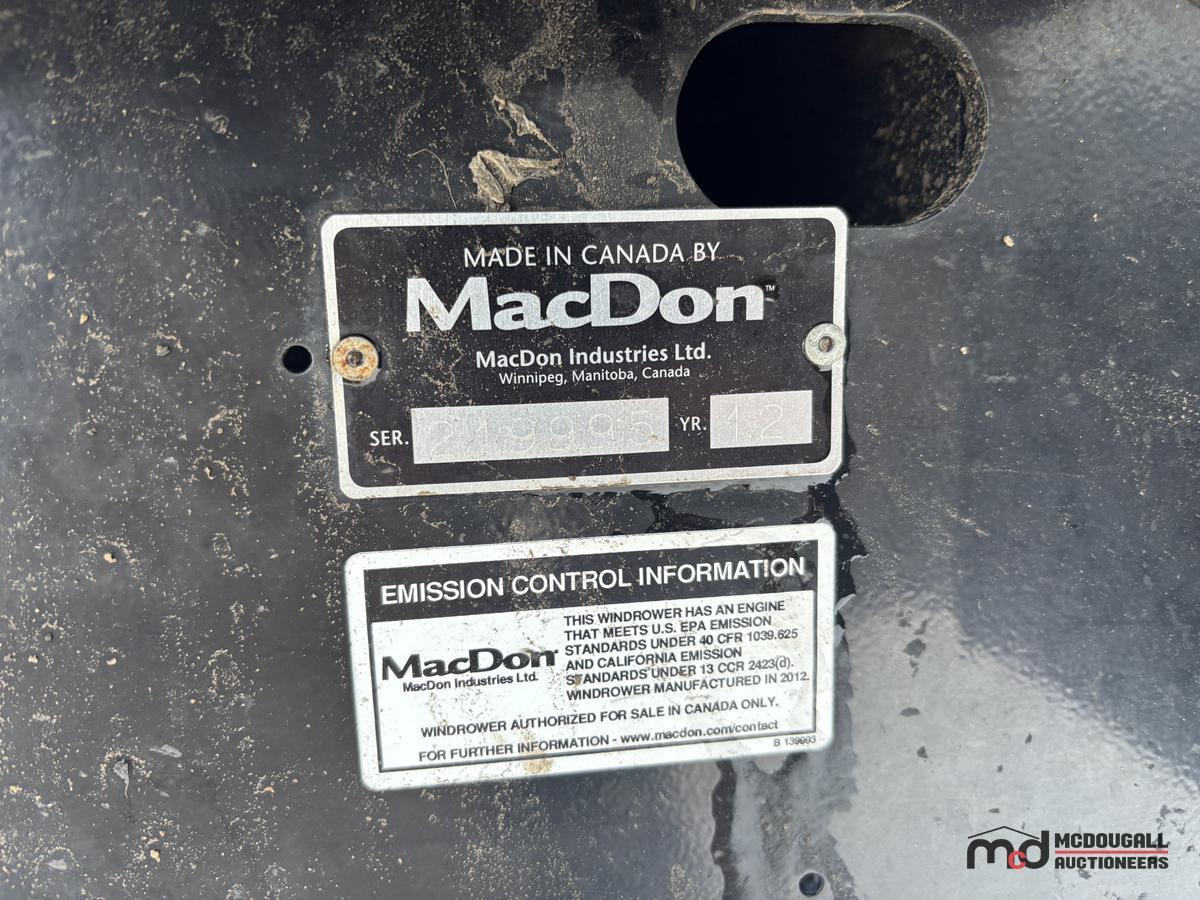 MADE IN CANADA BY
MacDon™
MacDon Industries Ltd.
Winnipeg, Manitoba, Canada
SER. 219995 YR. 12
EMISSION CONTROL INFORMATION
MacDon
MacDon Industries Ltd.
THIS WINDROWER HAS AN ENGINE
THAT MEETS U.S. EPA EMISSION
STANDARDS UNDER 40 CFR 1039.625
AND CALIFORNIA EMISSION
STANDARDS UNDER 13 CCR 2423(d).
WINDROWER MANUFACTURED IN 2012.
WINDROWER AUTHORIZED FOR SALE IN CANADA ONLY.
FOR FURTHER INFORMATION - www.macdon.com/contact
B 139993
mcd MCDOUGALL
AUCTIONEERS